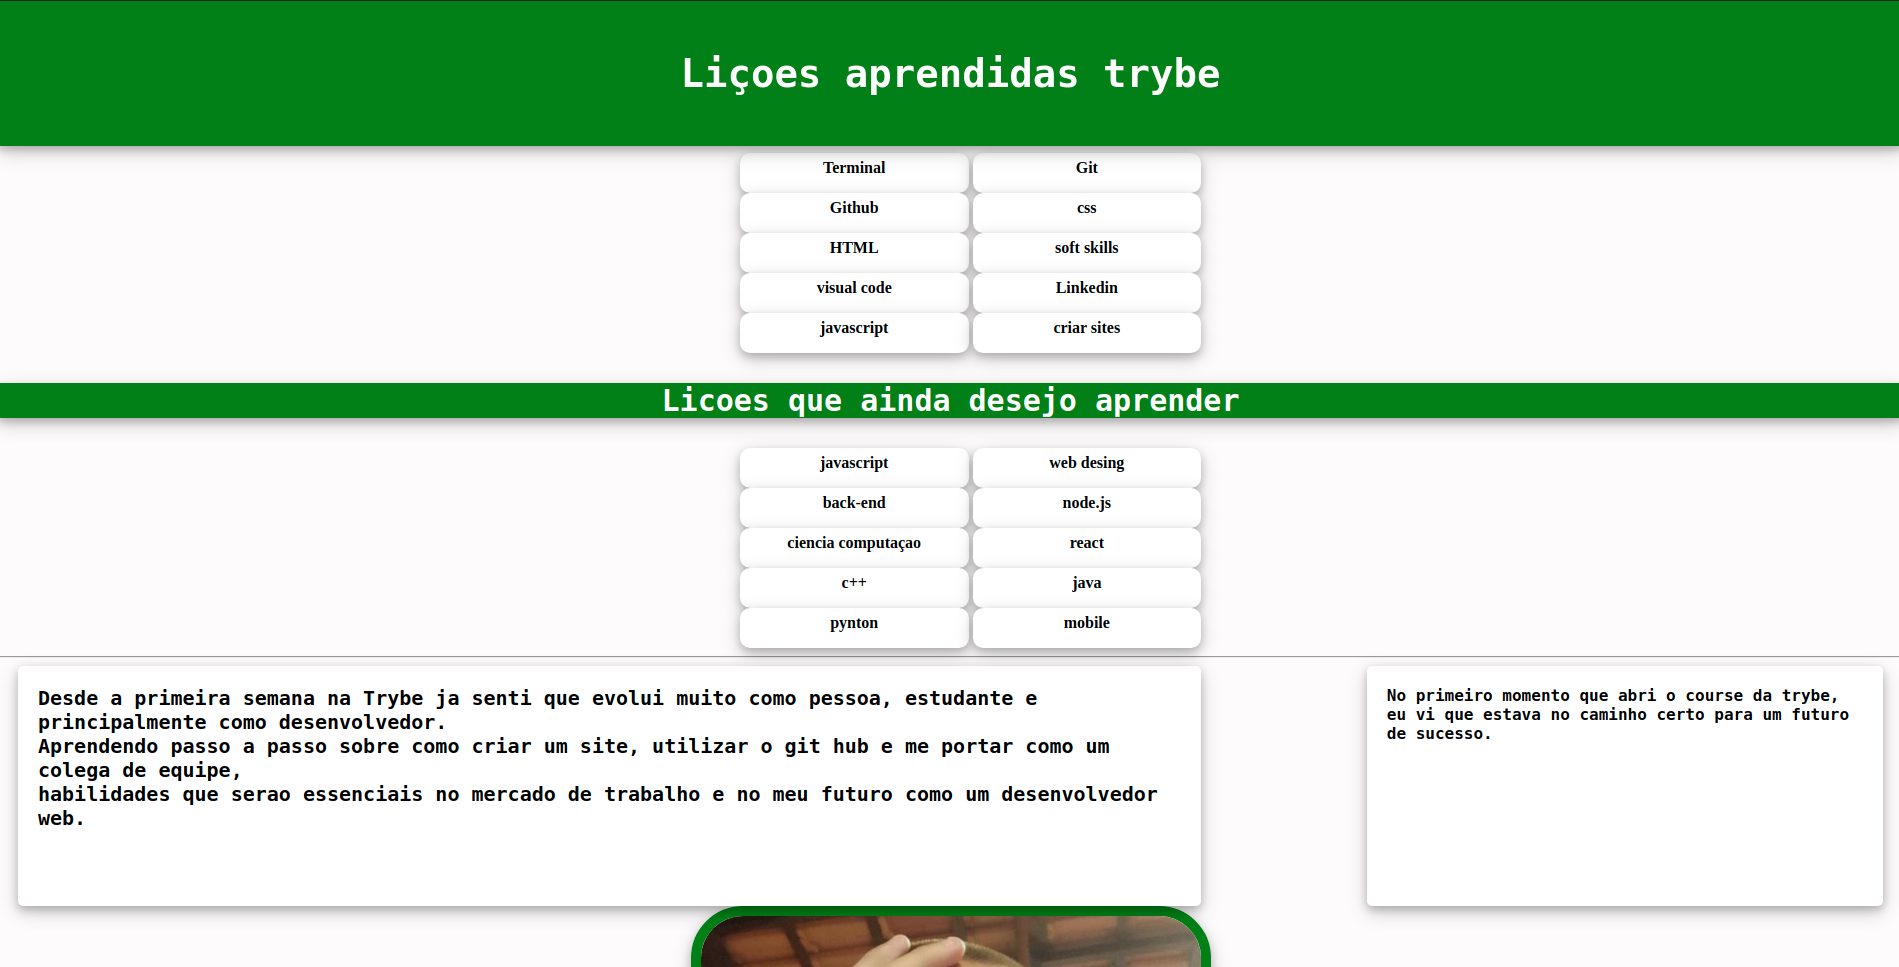 Liçoes aprendidas trybe
Terminal
Git
Github
css
HTML
soft skills
visual code
Linkedin
javascript
criar sites
Licoes que ainda desejo aprender
javascript
web desing
back-end
node.js
ciencia computaçao
react
c++
java
pynton
mobile
Desde a primeira semana na Trybe ja senti que evolui muito como pessoa, estudante e
principalmente como desenvolvedor.
Aprendendo passo a passo sobre como criar um site, utilizar o git hub e me portar como um
colega de equipe,
habilidades que serao essenciais no mercado de trabalho e no meu futuro como um desenvolvedor
web.
No primeiro momento que abri o course da trybe,
eu vi que estava no caminho certo para um futuro
de sucesso.